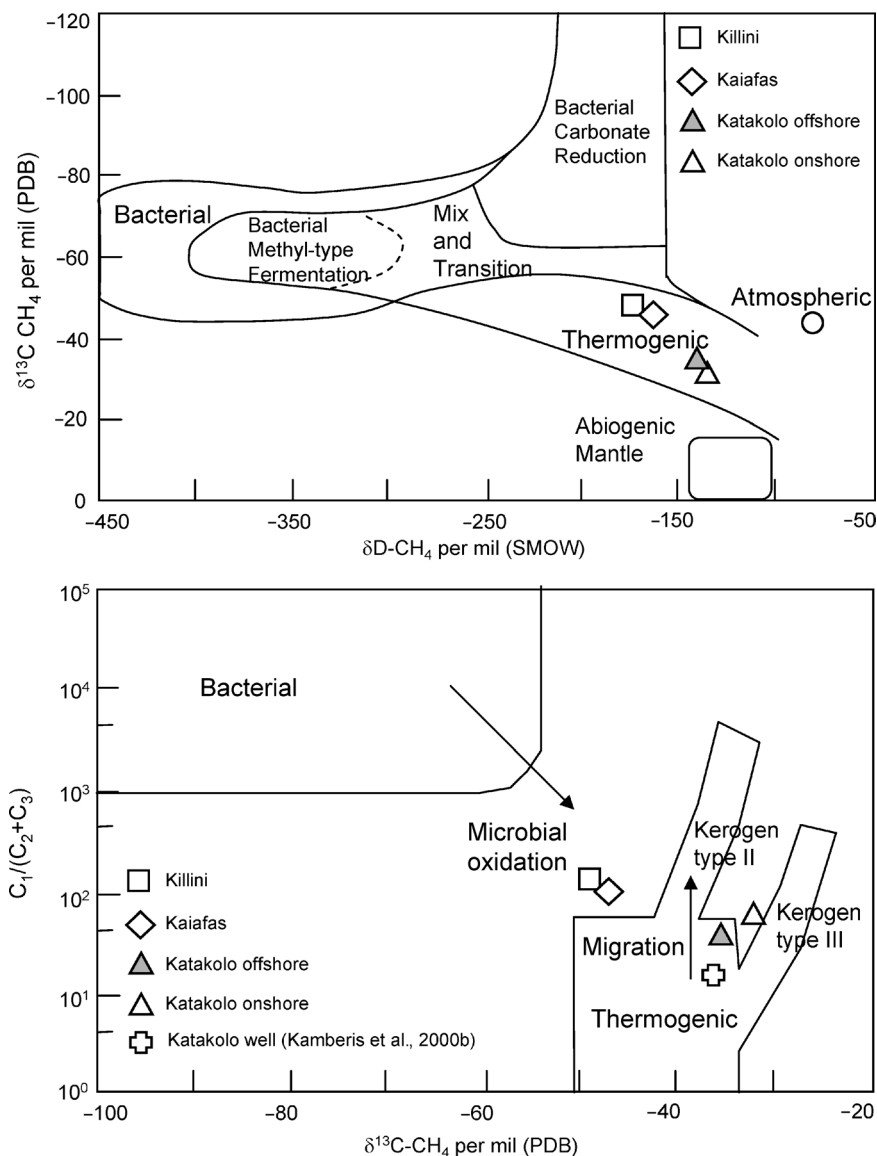 −120
−100
−80
−60
−40
−20
0
δ¹³C CH₄ per mil (PDB)
−450
−350
−250
−150
−50
δD-CH₄ per mil (SMOW)
Killini
Kaiafas
Katakolo offshore
Katakolo onshore
Bacterial
Carbonate
Reduction
Bacterial
Bacterial
Methyl-type
Fermentation
Mix
and
Transition
Atmospheric
Thermogenic
Abiogenic
Mantle
10⁵
10⁴
10³
10²
10¹
10⁰
C₁/(C₂+C₃)
−100
−80
−60
−40
−20
δ¹³C-CH₄ per mil (PDB)
Bacterial
Microbial
oxidation
Kerogen
type II
Kerogen
type III
Migration
Thermogenic
Killini
Kaiafas
Katakolo offshore
Katakolo onshore
Katakolo well (Kamberis et al., 2000b)